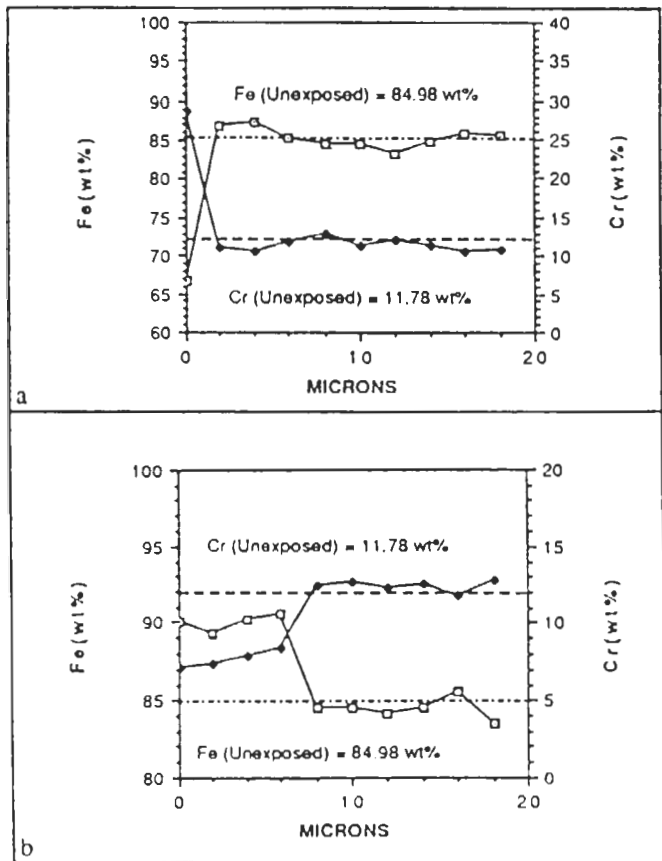 100
95
90
85
80
75
70
65
60
Fe (wt%)
Fe (Unexposed) = 84.98 wt%
Cr (Unexposed) = 11.78 wt%
40
35
30
25
20
15
10
5
0
Cr (wt%)
0 10 20
MICRONS
a
100
95
90
85
80
Fe (wt%)
Cr (Unexposed) = 11.78 wt%
Fe (Unexposed) = 84.98 wt%
20
15
10
5
0
Cr (wt%)
0 10 20
MICRONS
b